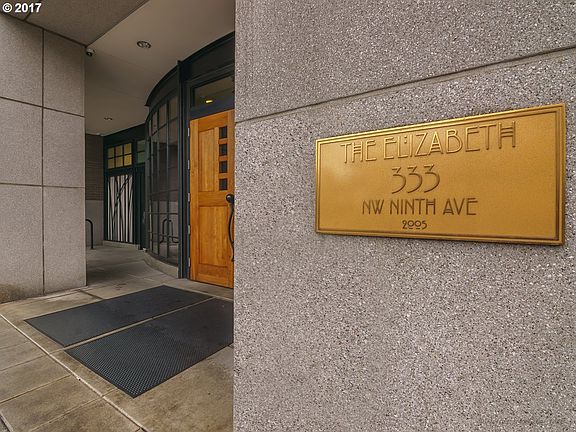 © 2017
THE ELIZABETH
333
NW NINTH AVE
2005